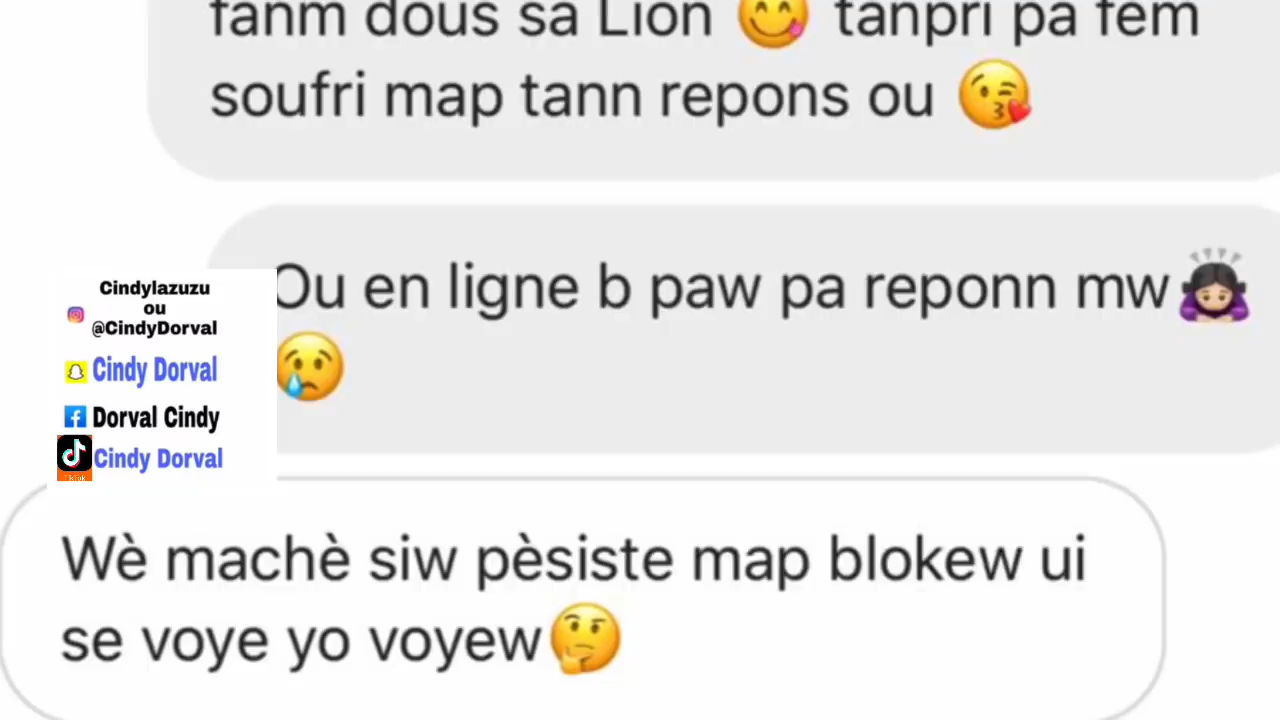 fanm dous sa Lion 😋 tanpri pa fem
soufri map tann repons ou 😘
Ou en ligne b paw pa reponn mw🙇🏻‍♀️
😢
Cindylazuzu
ou
@CindyDorval
Cindy Dorval
Dorval Cindy
Cindy Dorval
Wè machè siw pèsiste map blokew ui
se voye yo voyew🤔